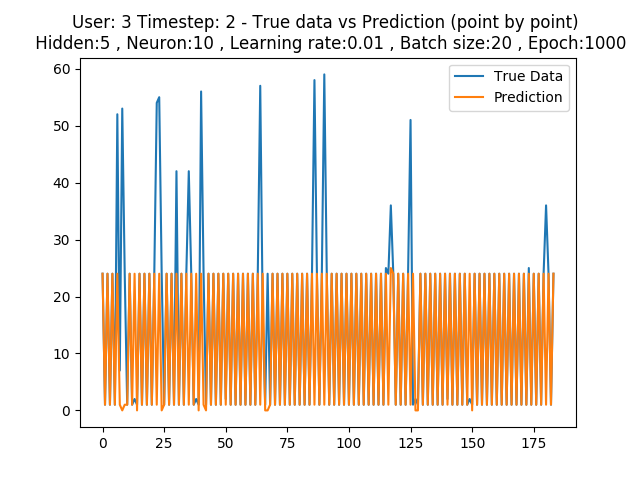 User: 3 Timestep: 2 - True data vs Prediction (point by point)
Hidden:5 , Neuron:10 , Learning rate:0.01 , Batch size:20 , Epoch:1000
True Data
Prediction
60
50
40
30
20
10
0
0 25 50 75 100 125 150 175